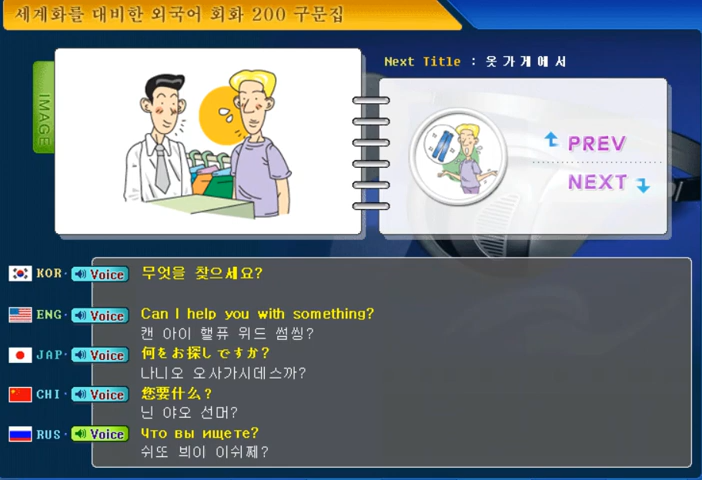 세계화를 대비한 외국어 회화 200 구문집
Next Title : 옷가게에서
IMAGE
PREV
NEXT
KOR Voice 무엇을 찾으세요?
ENG Voice Can I help you with something?
캔 아이 핼퓨 위드 썸씽?
JAP Voice 何をお探しですか?
나니오 오사가시데스까?
CHI Voice 您要什么?
닌 야오 선머?
RUS Voice Что вы ищете?
쉬또 븨이 이쉬쩨?